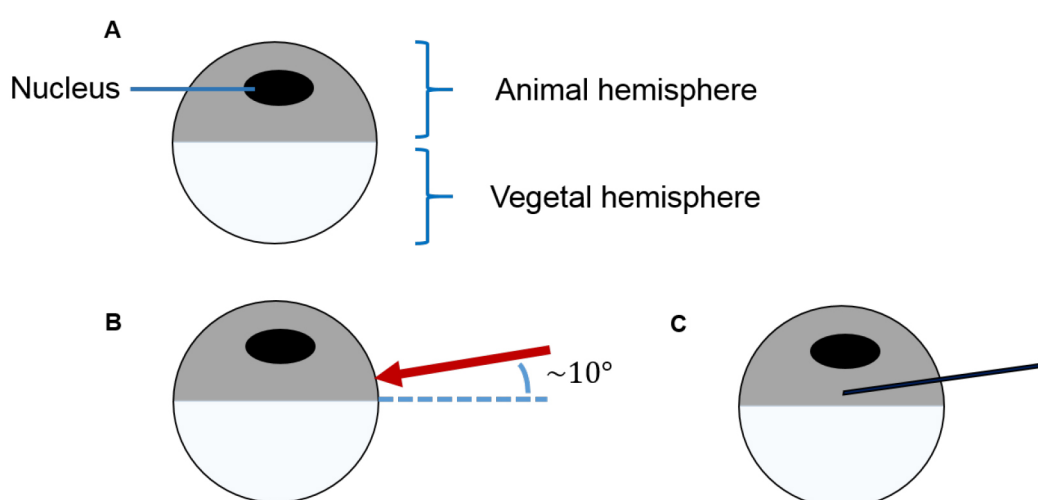 A
Nucleus
Animal hemisphere
Vegetal hemisphere
B
~10°
C